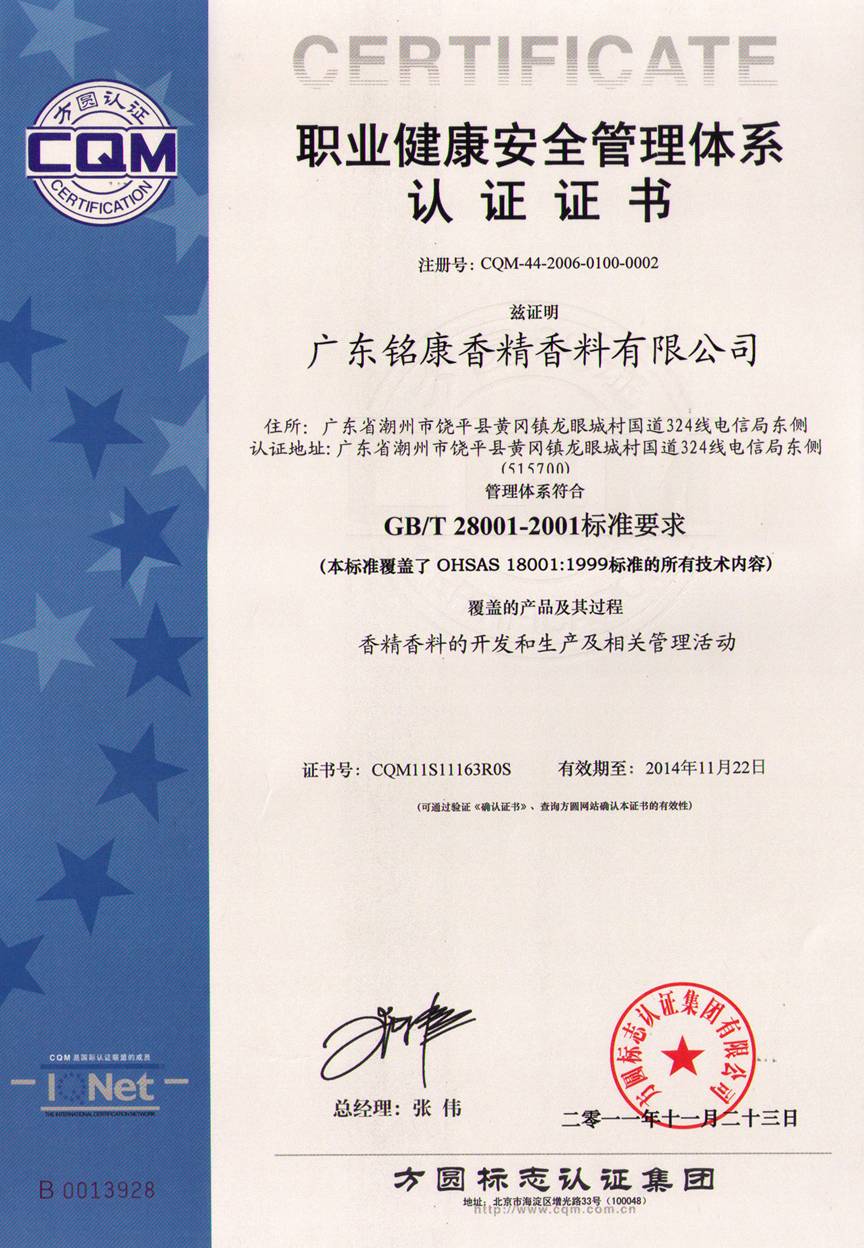 CERTIFICATE
方圆认证
CQM
CERTIFICATION
职业健康安全管理体系
认证证书
注册号: CQM-44-2006-0100-0002
兹证明
广东铭康香精香料有限公司
住所: 广东省潮州市饶平县黄冈镇龙眼城村国道324线电信局东侧
认证地址: 广东省潮州市饶平县黄冈镇龙眼城村国道324线电信局东侧
(515700)
管理体系符合
GB/T 28001-2001标准要求
(本标准覆盖了 OHSAS 18001:1999标准的所有技术内容)
覆盖的产品及其过程
香精香料的开发和生产及相关管理活动
证书号: CQM11S11163R0S 有效期至: 2014年11月22日
(可通过验证《确认证书》、查询方圆网站确认本证书的有效性)
方圆标志认证集团有限公司
总经理: 张 伟
二零一一年十一月二十三日
CQM 是国际认证联盟的成员
IQNet
THE INTERNATIONAL CERTIFICATION NETWORK
B 0013928
方圆标志认证集团
地址: 北京市海淀区增光路33号 (100048)
http://www.cqm.com.cn